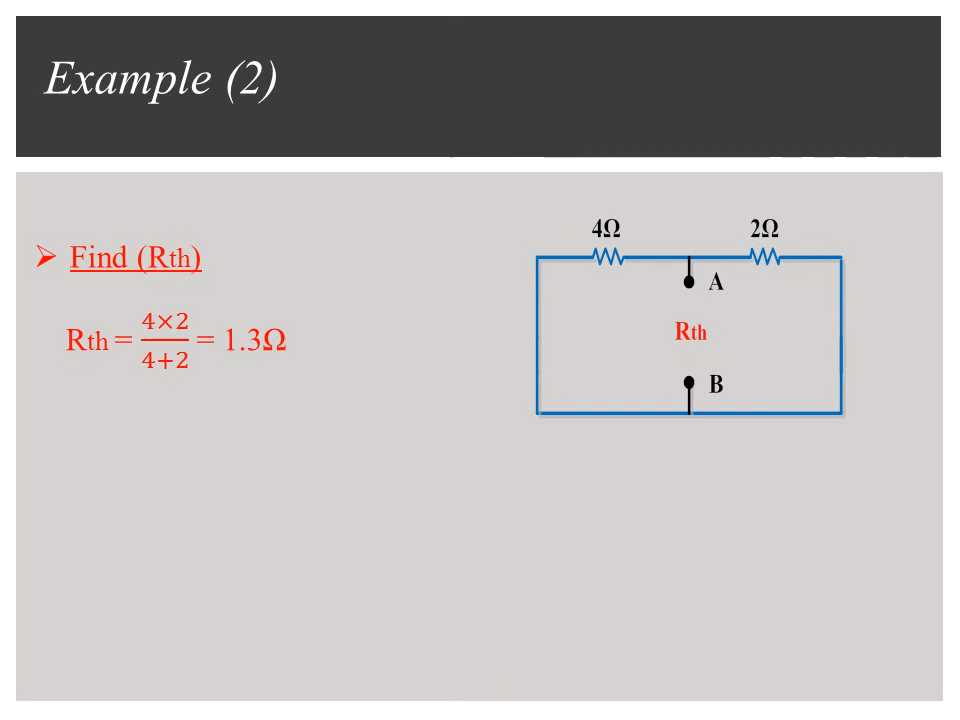 Example (2)
➢ Find (Rth)
Rth = 4×2/4+2 = 1.3Ω
4Ω 2Ω
A
Rth
B